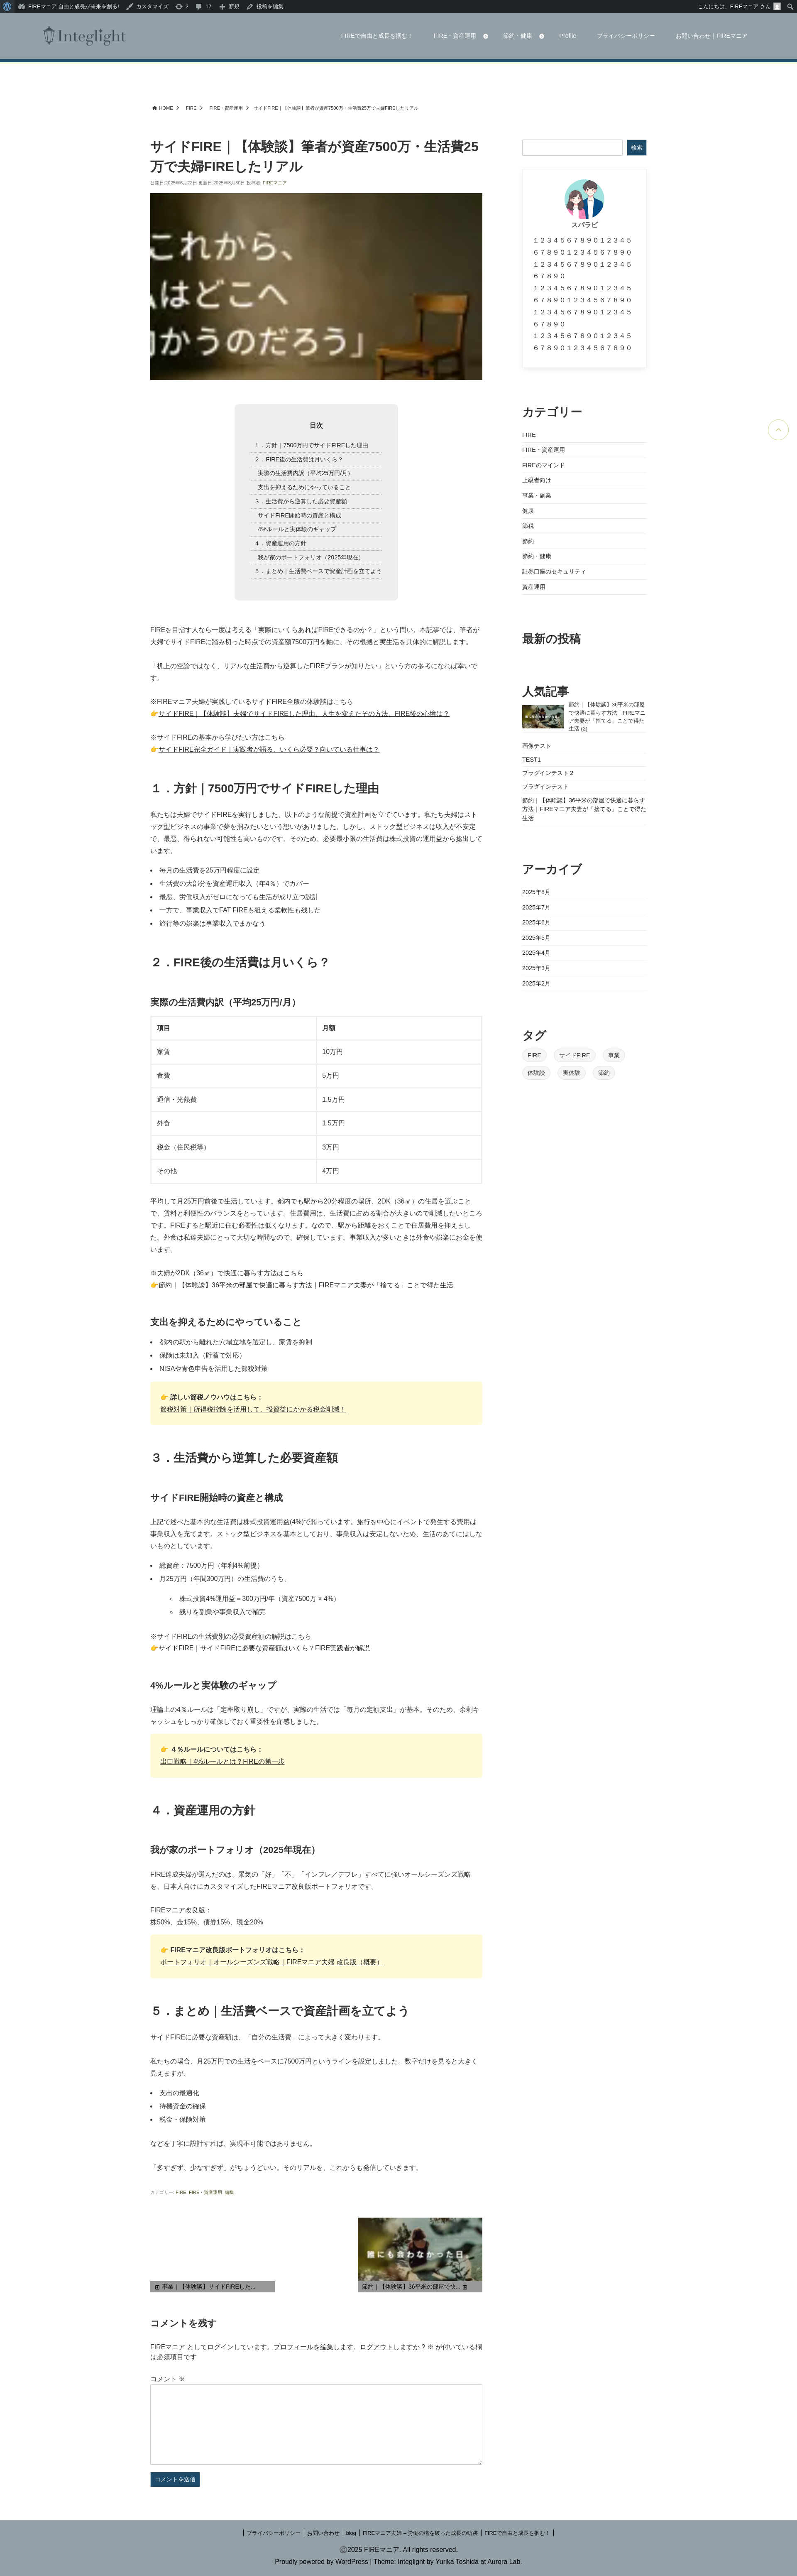 FIREマニア 自由と成長が未来を創る! カスタマイズ 2 17 新規 投稿を編集 こんにちは、FIREマニア さん
Integlight
FIREで自由と成長を掴む！ FIRE・資産運用 節約・健康 Profile プライバシーポリシー お問い合わせ｜FIREマニア
HOME FIRE FIRE・資産運用 サイドFIRE｜【体験談】筆者が資産7500万・生活費25万で夫婦FIREしたリアル
サイドFIRE｜【体験談】筆者が資産7500万・生活費25
万で夫婦FIREしたリアル
公開日:2025年6月22日 更新日:2025年8月30日 投稿者: FIREマニア
これから、
はどこへ
かうのだろう」
目次
１．方針｜7500万円でサイドFIREした理由
２．FIRE後の生活費は月いくら？
実際の生活費内訳（平均25万円/月）
支出を抑えるためにやっていること
３．生活費から逆算した必要資産額
サイドFIRE開始時の資産と構成
4%ルールと実体験のギャップ
４．資産運用の方針
我が家のポートフォリオ（2025年現在）
５．まとめ｜生活費ベースで資産計画を立てよう
FIREを目指す人なら一度は考える「実際にいくらあればFIREできるのか？」という問い。本記事では、筆者が
夫婦でサイドFIREに踏み切った時点での資産額7500万円を軸に、その根拠と実生活を具体的に解説します。
「机上の空論ではなく、リアルな生活費から逆算したFIREプランが知りたい」という方の参考になれば幸いで
す。
※FIREマニア夫婦が実践しているサイドFIRE全般の体験談はこちら
👉サイドFIRE｜【体験談】夫婦でサイドFIREした理由、人生を変えたその方法、FIRE後の心境は？
※サイドFIREの基本から学びたい方はこちら
👉サイドFIRE完全ガイド｜実践者が語る、いくら必要？向いている仕事は？
１．方針｜7500万円でサイドFIREした理由
私たちは夫婦でサイドFIREを実行しました。以下のような前提で資産計画を立てています。私たち夫婦はスト
ック型ビジネスの事業で夢を掴みたいという想いがありました。しかし、ストック型ビジネスは収入が不安定
で、最悪、得られない可能性も高いものです。そのため、必要最小限の生活費は株式投資の運用益から捻出して
います。
• 毎月の生活費を25万円程度に設定
• 生活費の大部分を資産運用収入（年4％）でカバー
• 最悪、労働収入がゼロになっても生活が成り立つ設計
• 一方で、事業収入でFAT FIREも狙える柔軟性も残した
• 旅行等の娯楽は事業収入でまかなう
２．FIRE後の生活費は月いくら？
実際の生活費内訳（平均25万円/月）
項目 月額
家賃 10万円
食費 5万円
通信・光熱費 1.5万円
外食 1.5万円
税金（住民税等） 3万円
その他 4万円
平均して月25万円前後で生活しています。都内でも駅から20分程度の場所、2DK（36㎡）の住居を選ぶこと
で、賃料と利便性のバランスをとっています。住居費用は、生活費に占める割合が大きいので削減したいところ
です。FIREすると駅近に住む必要性は低くなります。なので、駅から距離をおくことで住居費用を抑えまし
た。外食は私達夫婦にとって大切な時間なので、確保しています。事業収入が多いときは外食や娯楽にお金を使
います。
※夫婦が2DK（36㎡）で快適に暮らす方法はこちら
👉節約｜【体験談】36平米の部屋で快適に暮らす方法｜FIREマニア夫妻が「捨てる」ことで得た生活
支出を抑えるためにやっていること
• 都内の駅から離れた穴場立地を選定し、家賃を抑制
• 保険は未加入（貯蓄で対応）
• NISAや青色申告を活用した節税対策
👉 詳しい節税ノウハウはこちら：
節税対策｜所得税控除を活用して、投資益にかかる税金削減！
３．生活費から逆算した必要資産額
サイドFIRE開始時の資産と構成
上記で述べた基本的な生活費は株式投資運用益(4%)で賄っています。旅行を中心にイベントで発生する費用は
事業収入を充てます。ストック型ビジネスを基本としており、事業収入は安定しないため、生活のあてにはしな
いものとしています。
• 総資産：7500万円（年利4%前提）
• 月25万円（年間300万円）の生活費のうち、
◦ 株式投資4%運用益＝300万円/年（資産7500万 × 4%）
◦ 残りを副業や事業収入で補完
※サイドFIREの生活費別の必要資産額の解説はこちら
👉サイドFIRE｜サイドFIREに必要な資産額はいくら？FIRE実践者が解説
4%ルールと実体験のギャップ
理論上の4％ルールは「定率取り崩し」ですが、実際の生活では「毎月の定額支出」が基本。そのため、余剰キ
ャッシュをしっかり確保しておく重要性を痛感しました。
👉 ４％ルールについてはこちら：
出口戦略｜4%ルールとは？FIREの第一歩
４．資産運用の方針
我が家のポートフォリオ（2025年現在）
FIRE達成夫婦が選んだのは、景気の「好」「不」「インフレ／デフレ」すべてに強いオールシーズンズ戦略
を、日本人向けにカスタマイズしたFIREマニア改良版ポートフォリオです。
FIREマニア改良版：
株50%、金15%、債券15%、現金20%
👉 FIREマニア改良版ポートフォリオはこちら：
ポートフォリオ｜オールシーズンズ戦略｜FIREマニア夫婦 改良版（概要）
５．まとめ｜生活費ベースで資産計画を立てよう
サイドFIREに必要な資産額は、「自分の生活費」によって大きく変わります。
私たちの場合、月25万円での生活をベースに7500万円というラインを設定しました。数字だけを見ると大きく
見えますが、
• 支出の最適化
• 待機資金の確保
• 税金・保険対策
などを丁寧に設計すれば、実現不可能ではありません。
「多すぎず、少なすぎず」がちょうどいい。そのリアルを、これからも発信していきます。
カテゴリー: FIRE, FIRE・資産運用, 編集
事業｜【体験談】サイドFIREした...
誰にも会わなかった日、
節約｜【体験談】36平米の部屋で快...
コメントを残す
FIREマニア としてログインしています。プロフィールを編集します。ログアウトしますか？ ※ が付いている欄
は必須項目です
コメント ※
コメントを送信
検索
スパラビ
１２３４５６７８９０１２３４５
６７８９０１２３４５６７８９０
１２３４５６７８９０１２３４５
６７８９０
１２３４５６７８９０１２３４５
６７８９０１２３４５６７８９０
１２３４５６７８９０１２３４５
６７８９０
１２３４５６７８９０１２３４５
６７８９０１２３４５６７８９０
カテゴリー
FIRE
FIRE・資産運用
FIREのマインド
上級者向け
事業・副業
健康
節税
節約
節約・健康
証券口座のセキュリティ
資産運用
最新の投稿
人気記事
節約｜【体験談】36平米の部屋
で快適に暮らす方法｜FIREマニ
ア夫妻が「捨てる」ことで得た
生活 (2)
画像テスト
TEST1
プラグインテスト２
プラグインテスト
節約｜【体験談】36平米の部屋で快適に暮らす
方法｜FIREマニア夫妻が「捨てる」ことで得た
生活
アーカイブ
2025年8月
2025年7月
2025年6月
2025年5月
2025年4月
2025年3月
2025年2月
タグ
FIRE サイドFIRE 事業
体験談 実体験 節約
プライバシーポリシー お問い合わせ blog FIREマニア夫婦 – 労働の檻を破った成長の軌跡 FIREで自由と成長を掴む！
©2025 FIREマニア. All rights reserved.
Proudly powered by WordPress | Theme: Integlight by Yurika Toshida at Aurora Lab.